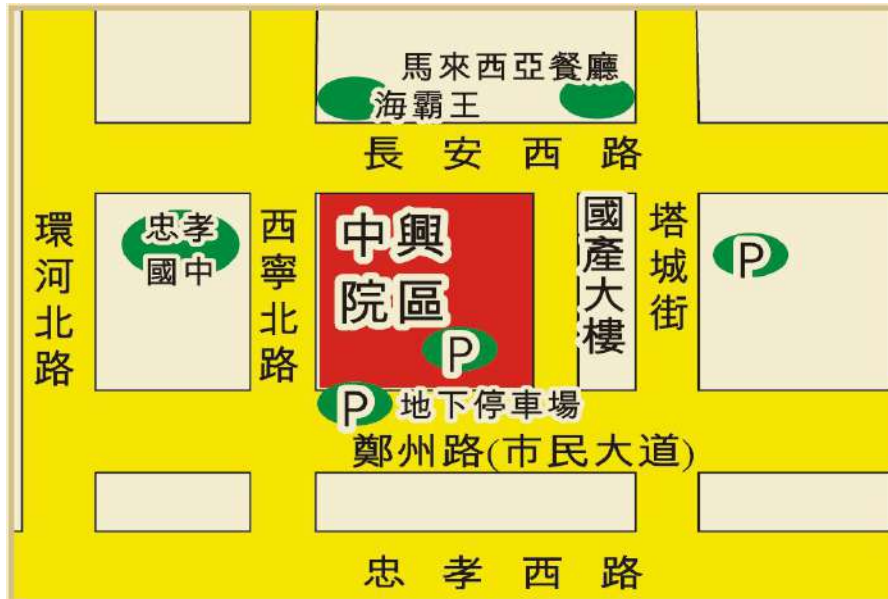 馬來西亞餐廳
海霸王
長安西路
環河北路
忠孝
國中
西寧北路
中興
院區
P
國產大樓
塔城街
P
P 地下停車場
鄭州路(市民大道)
忠孝西路